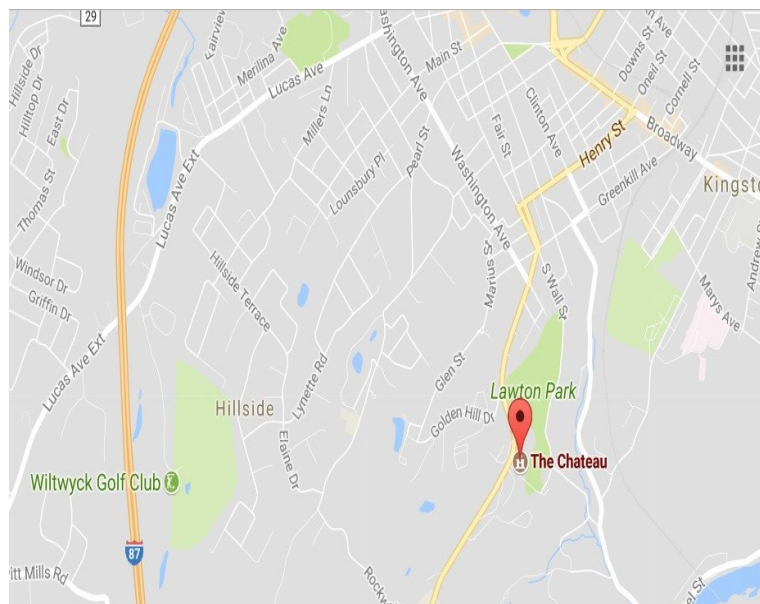 29
Hillside Dr
Hilltop Dr
East Dr
Thomas St
Windsor Dr
Griffin Dr
Lucas Ave Ext
Lucas Ave Ext
Fairview
Merilina Ave
Lucas Ave
Millers Ln
Lounsbury Pl
Pearl St
Main St
Washington Ave
Washington Ave
Fair St
Clinton Ave
Henry St
Downs St
Oneil St
Cornell St
Broadway
Greenkill Ave
Kingsto
Andrew S
Marys Ave
S Wall St
Hillside Terrace
Lynette Rd
Hillside
Elaine Dr
Glen St
Golden Hill Dr
Lawton Park
The Chateau
Wiltwyck Golf Club
87
itt Mills Rd
Rockw